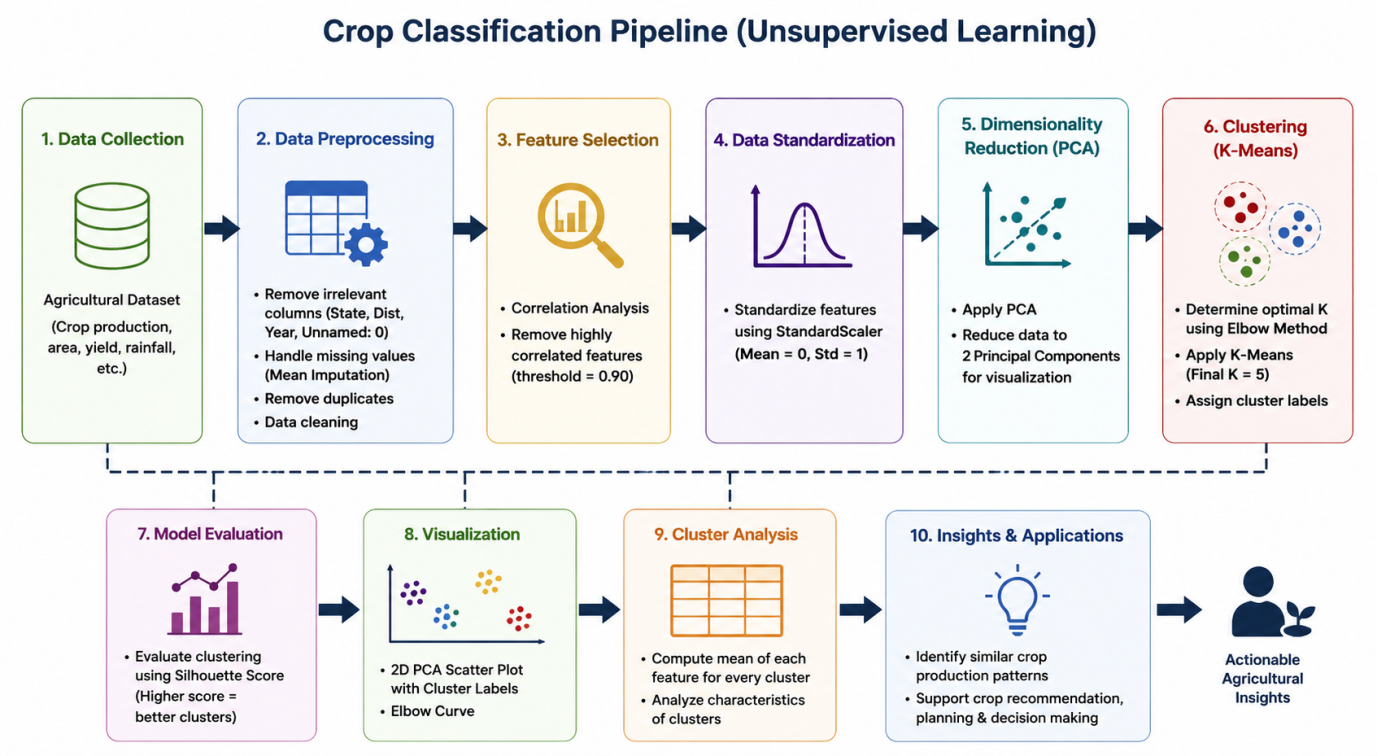 Crop Classification Pipeline (Unsupervised Learning)
1. Data Collection
Agricultural Dataset
(Crop production,
area, yield, rainfall,
etc.)
2. Data Preprocessing
• Remove irrelevant
columns (State, Dist,
Year, Unnamed: 0)
• Handle missing values
(Mean Imputation)
• Remove duplicates
• Data cleaning
3. Feature Selection
• Correlation Analysis
• Remove highly
correlated features
(threshold = 0.90)
4. Data Standardization
• Standardize features
using StandardScaler
(Mean = 0, Std = 1)
5. Dimensionality
Reduction (PCA)
• Apply PCA
• Reduce data to
2 Principal Components
for visualization
6. Clustering
(K-Means)
• Determine optimal K
using Elbow Method
• Apply K-Means
(Final K = 5)
• Assign cluster labels
7. Model Evaluation
• Evaluate clustering
using Silhouette Score
(Higher score =
better clusters)
8. Visualization
• 2D PCA Scatter Plot
with Cluster Labels
• Elbow Curve
9. Cluster Analysis
• Compute mean of each
feature for every cluster
• Analyze characteristics
of clusters
10. Insights & Applications
• Identify similar crop
production patterns
• Support crop recommendation,
planning & decision making
Actionable
Agricultural
Insights